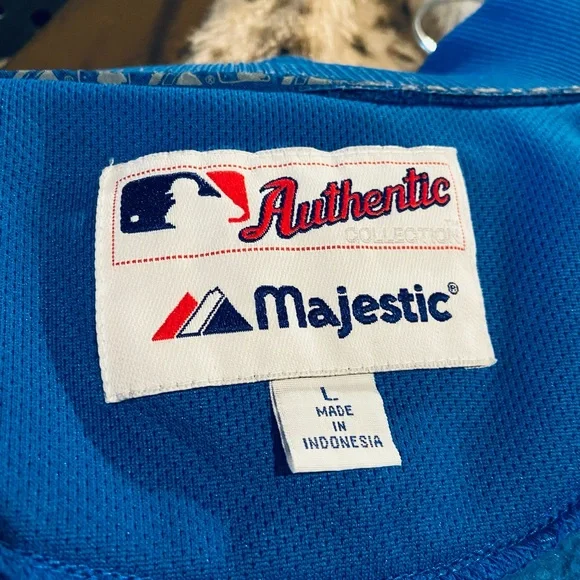 Authentic
COLLECTION
Majestic®
L
MADE
IN
INDONESIA